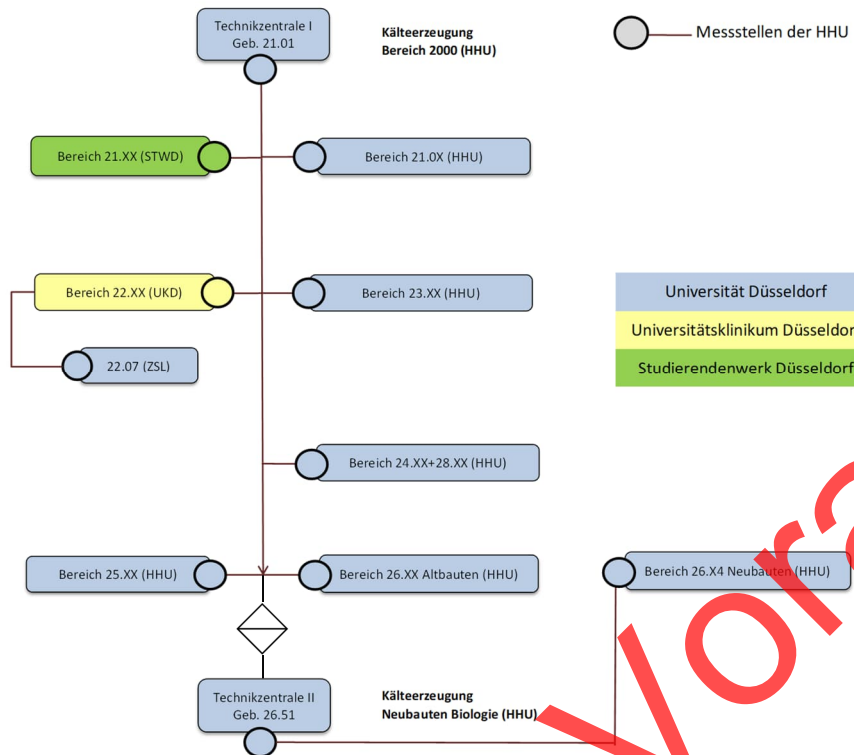 Technikzentrale I
Geb. 21.01
Kälteerzeugung
Bereich 2000 (HHU)
Messstellen der HHU
Bereich 21.XX (STWD)
Bereich 21.0X (HHU)
Bereich 22.XX (UKD)
Bereich 23.XX (HHU)
Universität Düsseldorf
Universitätsklinikum Düsseldor
Studierendenwerk Düsseldorf
22.07 (ZSL)
Bereich 24.XX+28.XX (HHU)
Bereich 25.XX (HHU)
Bereich 26.XX Altbauten (HHU)
Bereich 26.X4 Neubauten (HHU)
Technikzentrale II
Geb. 26.51
Kälteerzeugung
Neubauten Biologie (HHU)
Vora